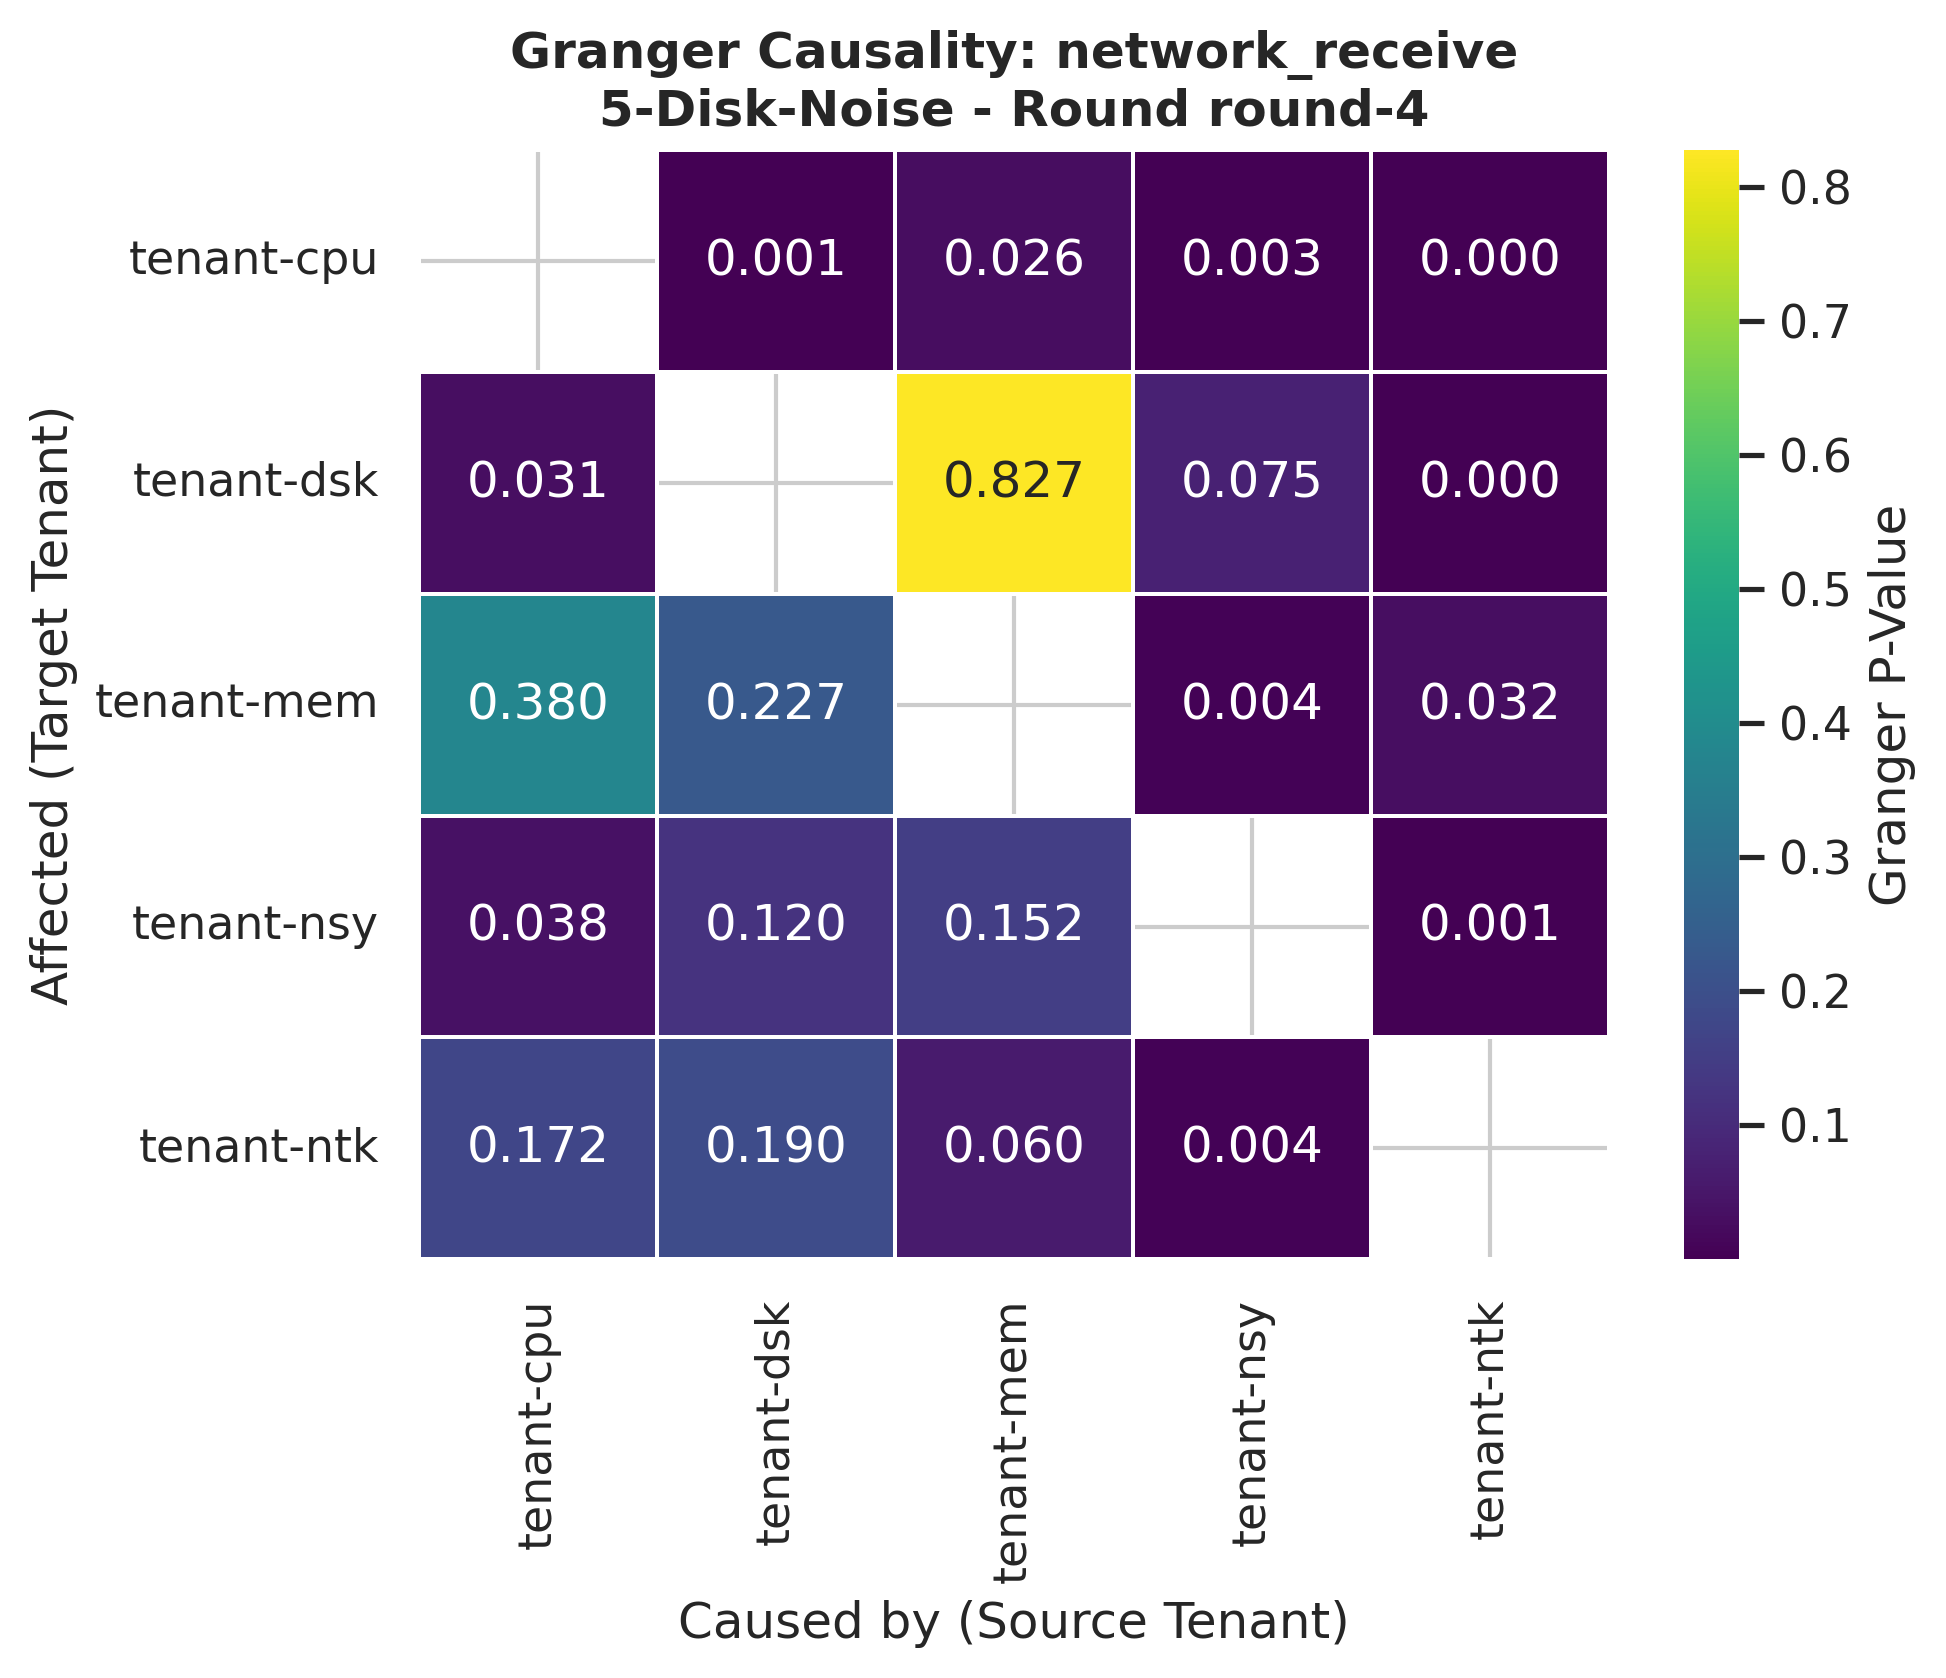 Granger Causality: network_receive
5-Disk-Noise - Round round-4
Affected (Target Tenant)
tenant-cpu
0.001 0.026 0.003 0.000
tenant-dsk
0.031 0.827 0.075 0.000
tenant-mem
0.380 0.227 0.004 0.032
tenant-nsy
0.038 0.120 0.152 0.001
tenant-ntk
0.172 0.190 0.060 0.004
tenant-cpu
tenant-dsk
tenant-mem
tenant-nsy
tenant-ntk
Caused by (Source Tenant)
0.8
0.7
0.6
0.5
0.4
0.3
0.2
0.1
Granger P-Value